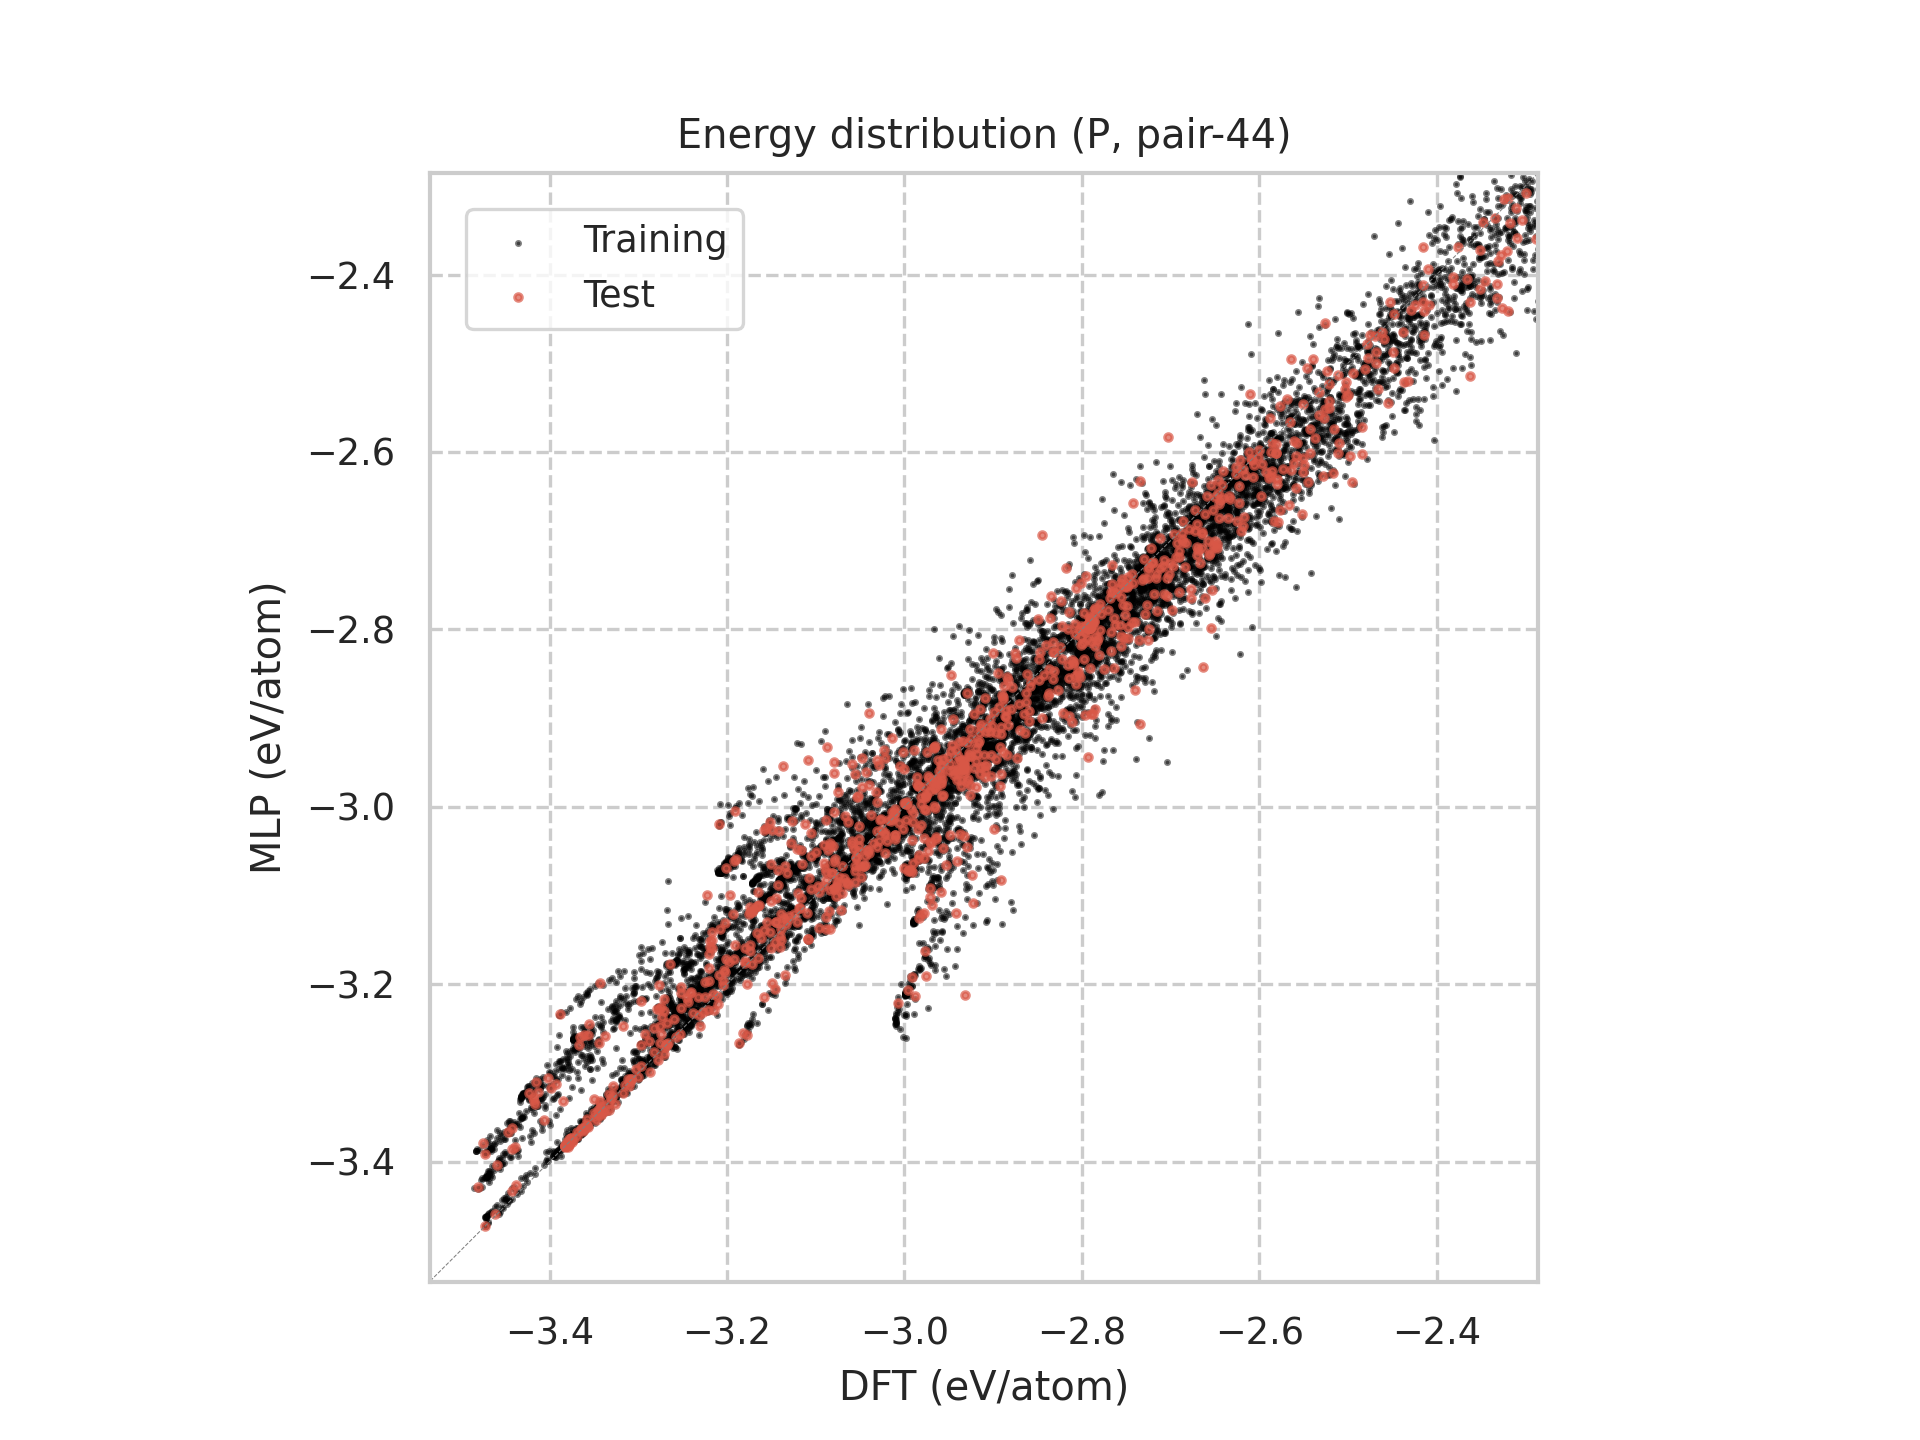 Energy distribution (P, pair-44)
Training
Test
MLP (eV/atom)
−2.4
−2.6
−2.8
−3.0
−3.2
−3.4
−3.4
−3.2
−3.0
−2.8
−2.6
−2.4
DFT (eV/atom)